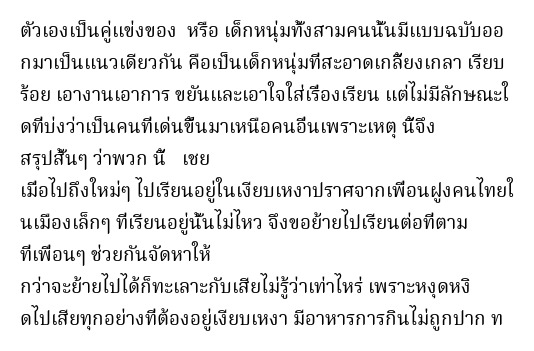 ตัวเองเป็นคู่แข่งของ  หรือ เด็กหนุ่มทั้งสามคนนั้นมีแบบฉบับออ
กมาเป็นแนวเดียวกัน คือเป็นเด็กหนุ่มที่สะอาดเกลี้ยงเกลา เรียบ
ร้อย เอางานเอาการ ขยันและเอาใจใส่เรื่องเรียน แต่ไม่มีลักษณะใ
ดที่บ่งว่าเป็นคนที่เด่นขึ้นมาเหนือคนอื่นเพราะเหตุ นี้จึง
สรุปสั้นๆ ว่าพวก นี้   เชย
เมื่อไปถึงใหม่ๆ ไปเรียนอยู่ในเงียบเหงาปราศจากเพื่อนฝูงคนไทยใ
นเมืองเล็กๆ ที่เรียนอยู่นั้นไม่ไหว จึงขอย้ายไปเรียนต่อที่ตาม
ที่เพื่อนๆ ช่วยกันจัดหาให้
กว่าจะย้ายไปได้ก็ทะเลาะกับเสียไม่รู้ว่าเท่าไหร่ เพราะหงุดหงิ
ดไปเสียทุกอย่างที่ต้องอยู่เงียบเหงา มีอาหารการกินไม่ถูกปาก ท